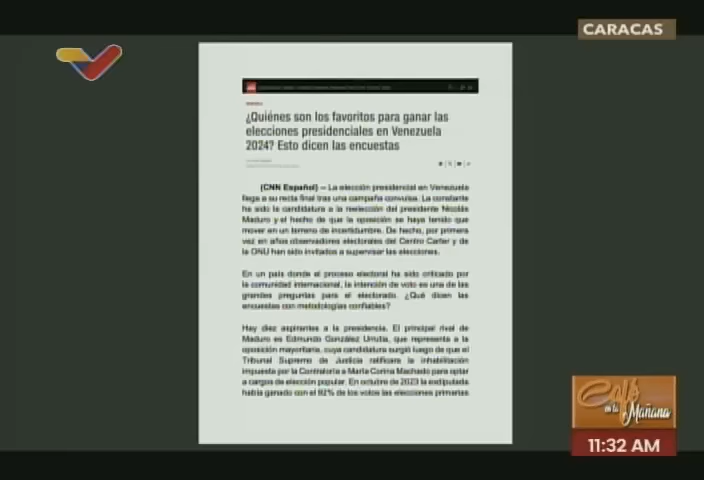 CARACAS
¿Quiénes son los favoritos para ganar las
elecciones presidenciales en Venezuela
2024? Esto dicen las encuestas
(CNN Español) — La elección presidencial en Venezuela
llega a su recta final tras una campaña convulsa. La constante
ha sido la candidatura a la reelección del presidente Nicolás
Maduro y el hecho de que la oposición se haya tenido que
mover en un terreno de incertidumbre. De hecho, por primera
vez en años observadores electorales del Centro Carter y de
la ONU han sido invitados a supervisar las elecciones.
En un país donde el proceso electoral ha sido criticado por
la comunidad internacional, la intención de voto es una de las
grandes preguntas para el electorado. ¿Qué dicen las
encuestas con metodologías confiables?
Hay diez aspirantes a la presidencia. El principal rival de
Maduro es Edmundo González Urrutia, que representa a la
oposición mayoritaria, cuya candidatura surgió luego de que el
Tribunal Supremo de Justicia ratificara la inhabilitación
impuesta por la Contraloría a María Corina Machado para optar
a cargos de elección popular. En octubre de 2023 la exdiputada
había ganado con el 92% de los votos las elecciones primarias
Café
en la
Mañana
11:32 AM